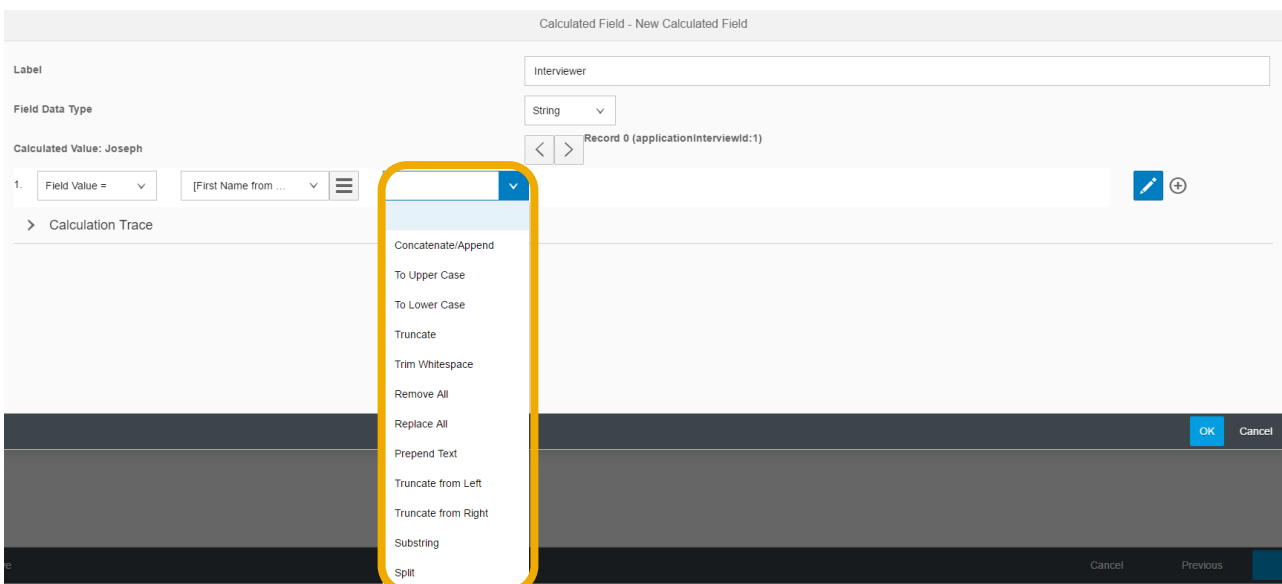 Calculated Field - New Calculated Field
Label
Interviewer
Field Data Type
String
Calculated Value: Joseph
Record 0 (applicationInterviewId:1)
1. Field Value = [First Name from ...
Calculation Trace
Concatenate/Append
To Upper Case
To Lower Case
Truncate
Trim Whitespace
Remove All
Replace All
OK Cancel
Prepend Text
Truncate from Left
Truncate from Right
Substring
Cancel Previous
Split